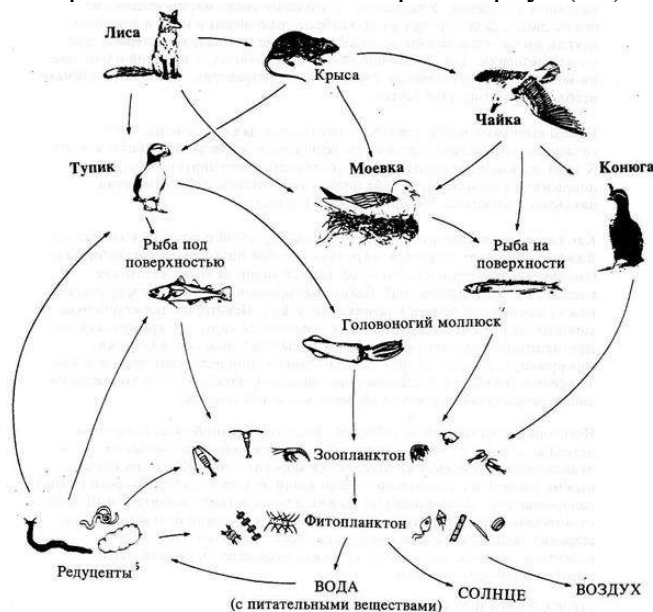 Лиса
Крыса
Чайка
Тупик
Моевка
Конюга
Рыба под
поверхностью
Рыба на
поверхности
Головоногий моллюск
Зоопланктон
Фитопланктон
Редуценты
ВОДА
(с питательными веществами)
СОЛНЦЕ
ВОЗДУХ